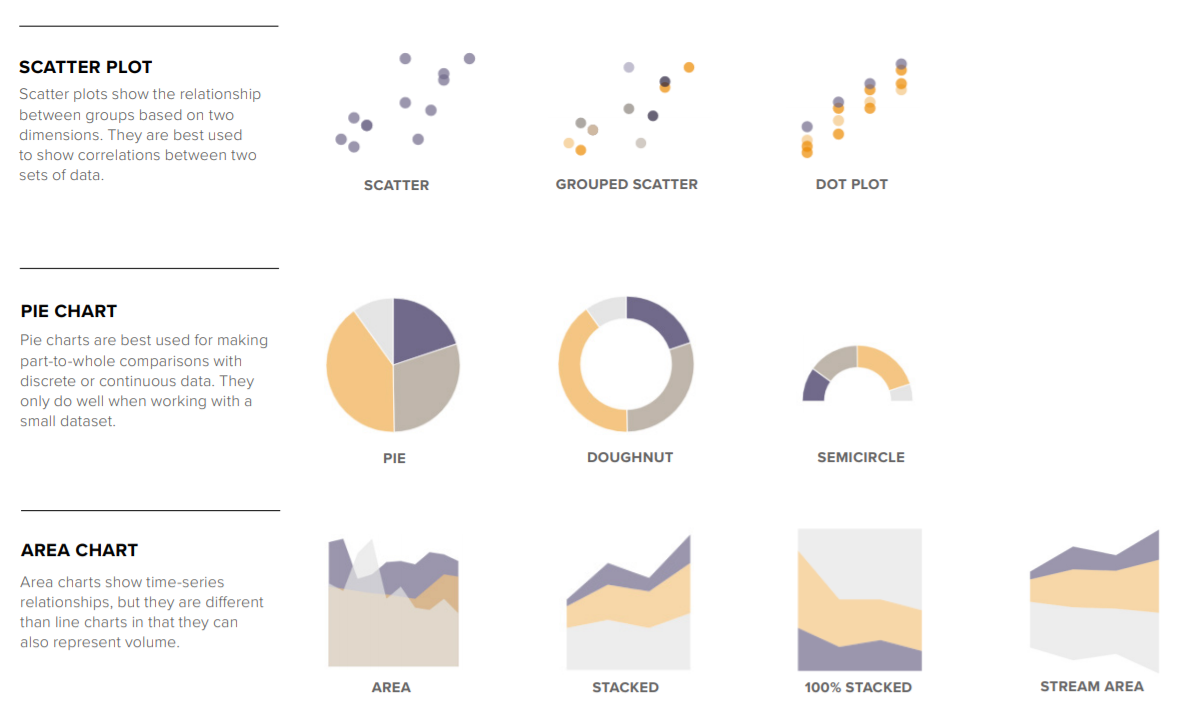 SCATTER PLOT
Scatter plots show the relationship
between groups based on two
dimensions. They are best used
to show correlations between two
sets of data.
SCATTER
GROUPED SCATTER
DOT PLOT
PIE CHART
Pie charts are best used for making
part-to-whole comparisons with
discrete or continuous data. They
only do well when working with a
small dataset.
PIE
DOUGHNUT
SEMICIRCLE
AREA CHART
Area charts show time-series
relationships, but they are different
than line charts in that they can
also represent volume.
AREA
STACKED
100% STACKED
STREAM AREA